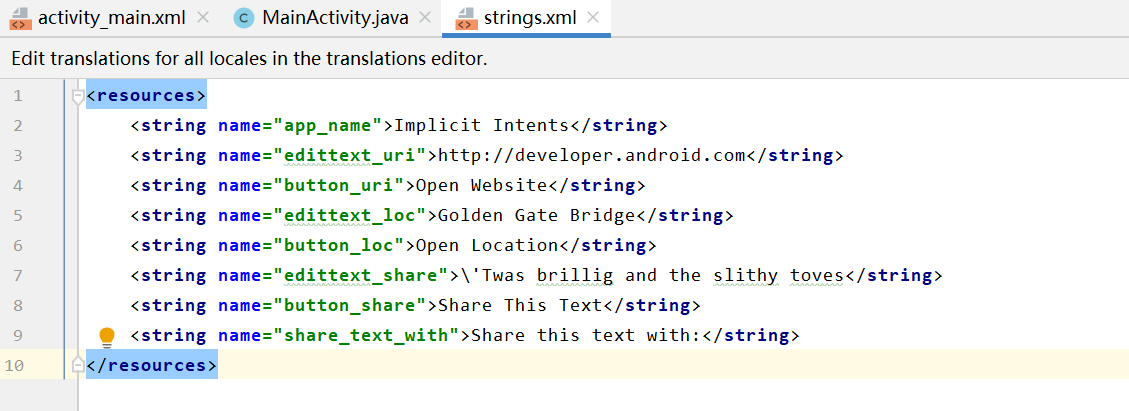 activity_main.xml MainActivity.java strings.xml
Edit translations for all locales in the translations editor.
1 <resources>
2 <string name="app_name">Implicit Intents</string>
3 <string name="edittext_uri">http://developer.android.com</string>
4 <string name="button_uri">Open Website</string>
5 <string name="edittext_loc">Golden Gate Bridge</string>
6 <string name="button_loc">Open Location</string>
7 <string name="edittext_share">\'Twas brillig and the slithy toves</string>
8 <string name="button_share">Share This Text</string>
9 <string name="share_text_with">Share this text with:</string>
10 </resources>